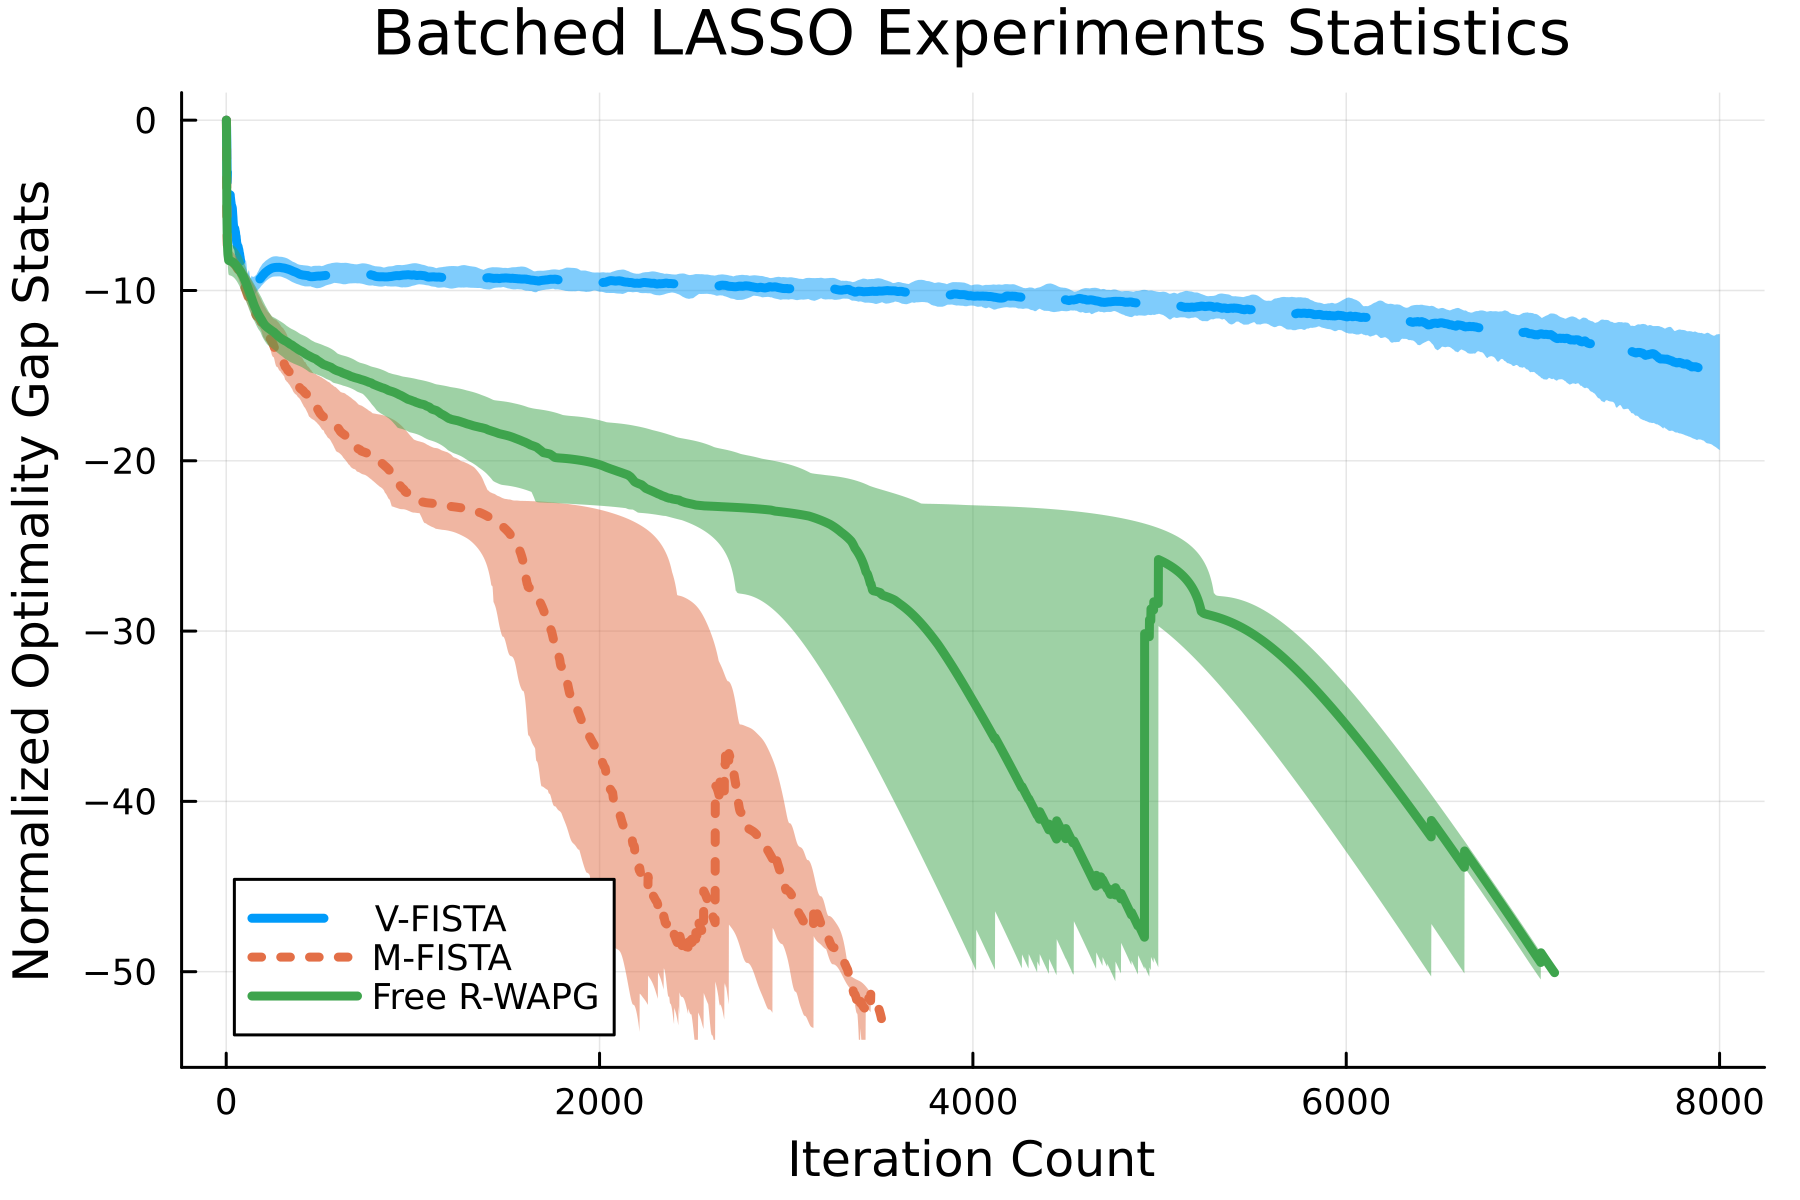 Batched LASSO Experiments Statistics
Normalized Optimality Gap Stats
0
−10
−20
−30
−40
−50
V-FISTA
M-FISTA
Free R-WAPG
0 2000 4000 6000 8000
Iteration Count